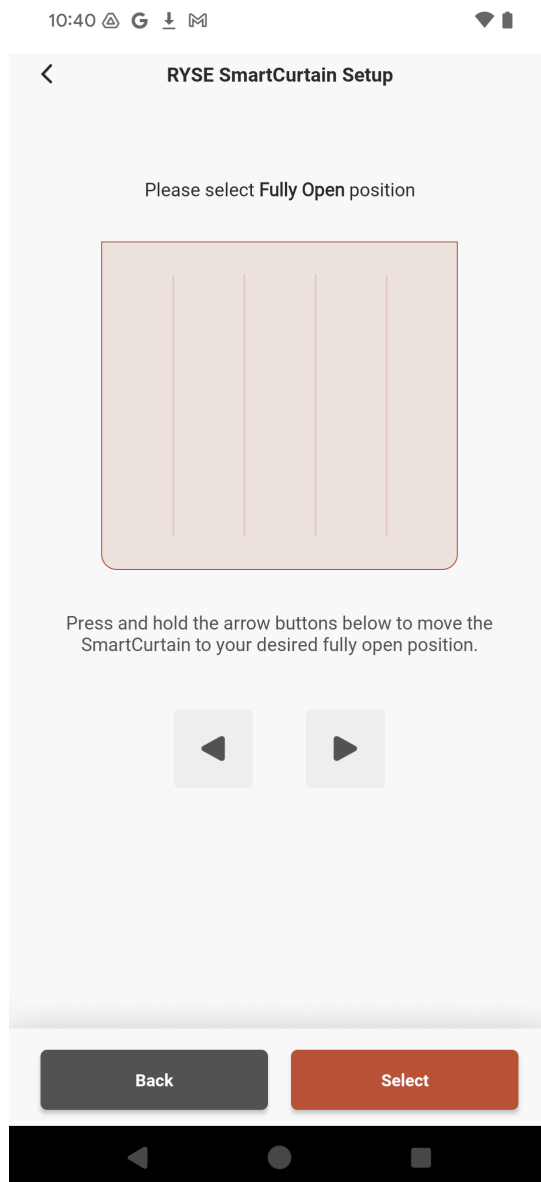 10:40
RYSE SmartCurtain Setup
Please select Fully Open position
Press and hold the arrow buttons below to move the
SmartCurtain to your desired fully open position.
Back
Select